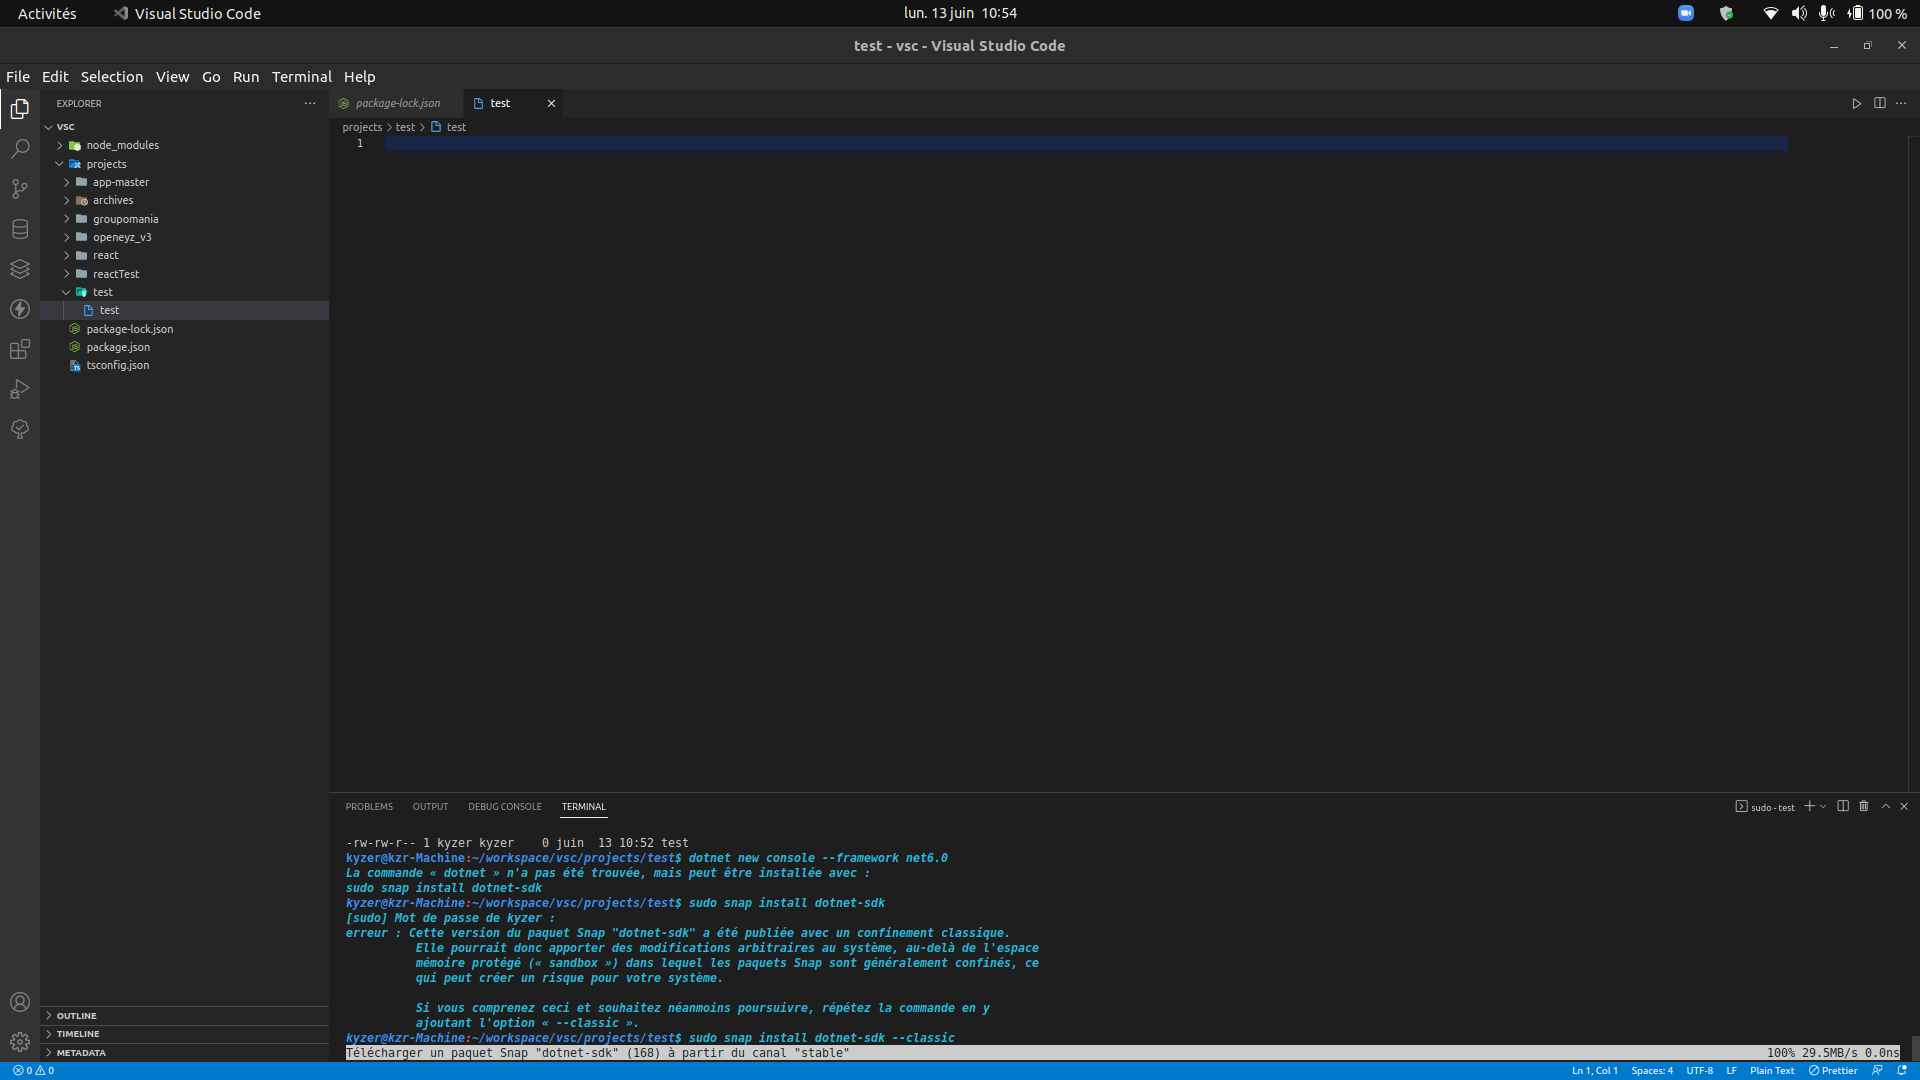 Activités
Visual Studio Code
lun. 13 juin 10:54
100 %
test - vsc - Visual Studio Code
File Edit Selection View Go Run Terminal Help
EXPLORER
VSC
node_modules
projects
app-master
archives
groupomania
openeyz_v3
react
reactTest
test
test
package-lock.json
package.json
tsconfig.json
OUTLINE
TIMELINE
METADATA
package-lock.json
test
projects > test > test
1
PROBLEMS OUTPUT DEBUG CONSOLE TERMINAL
sudo - test
-rw-rw-r-- 1 kyzer kyzer    0 juin  13 10:52 test
kyzer@kzr-Machine:~/workspace/vsc/projects/test$ dotnet new console --framework net6.0
La commande « dotnet » n'a pas été trouvée, mais peut être installée avec :
sudo snap install dotnet-sdk
kyzer@kzr-Machine:~/workspace/vsc/projects/test$ sudo snap install dotnet-sdk
[sudo] Mot de passe de kyzer :
erreur : Cette version du paquet Snap "dotnet-sdk" a été publiée avec un confinement classique.
Elle pourrait donc apporter des modifications arbitraires au système, au-delà de l'espace
mémoire protégé (« sandbox ») dans lequel les paquets Snap sont généralement confinés, ce
qui peut créer un risque pour votre système.
Si vous comprenez ceci et souhaitez néanmoins poursuivre, répétez la commande en y
ajoutant l'option « --classic ».
kyzer@kzr-Machine:~/workspace/vsc/projects/test$ sudo snap install dotnet-sdk --classic
Télécharger un paquet Snap "dotnet-sdk" (168) à partir du canal "stable" 100% 29.5MB/s 0.0ns
0 0
Ln 1, Col 1 Spaces: 4 UTF-8 LF Plain Text Prettier